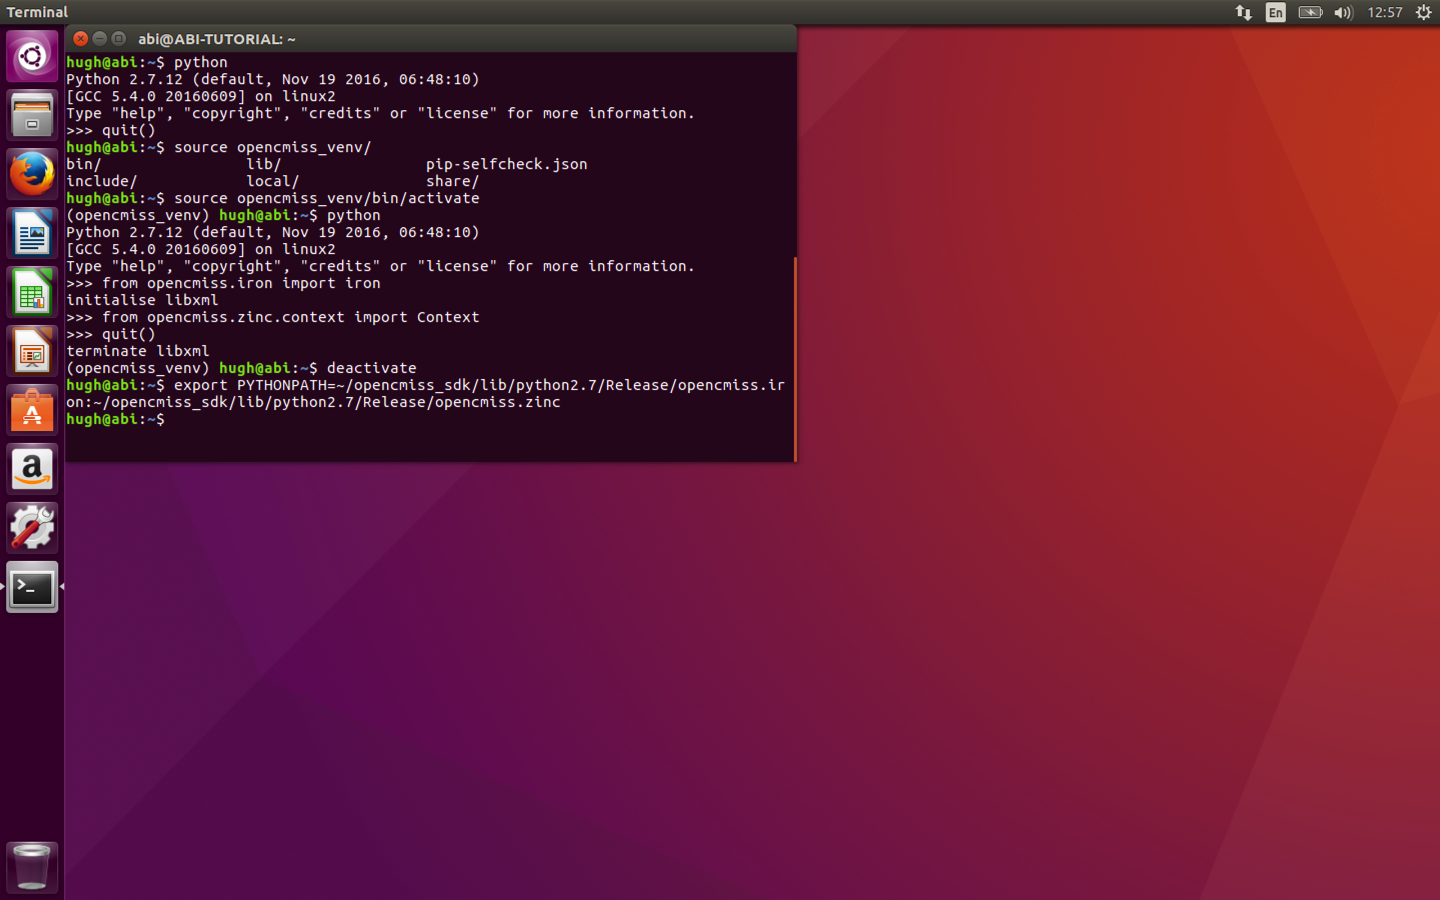 Terminal
En
12:57
abi@ABI-TUTORIAL: ~
hugh@abi:~$ python
Python 2.7.12 (default, Nov 19 2016, 06:48:10)
[GCC 5.4.0 20160609] on linux2
Type "help", "copyright", "credits" or "license" for more information.
>>> quit()
hugh@abi:~$ source opencmiss_venv/
bin/ lib/ pip-selfcheck.json
include/ local/ share/
hugh@abi:~$ source opencmiss_venv/bin/activate
(opencmiss_venv) hugh@abi:~$ python
Python 2.7.12 (default, Nov 19 2016, 06:48:10)
[GCC 5.4.0 20160609] on linux2
Type "help", "copyright", "credits" or "license" for more information.
>>> from opencmiss.iron import iron
initialise libxml
>>> from opencmiss.zinc.context import Context
>>> quit()
terminate libxml
(opencmiss_venv) hugh@abi:~$ deactivate
hugh@abi:~$ export PYTHONPATH=~/opencmiss_sdk/lib/python2.7/Release/opencmiss.ir
on:~/opencmiss_sdk/lib/python2.7/Release/opencmiss.zinc
hugh@abi:~$